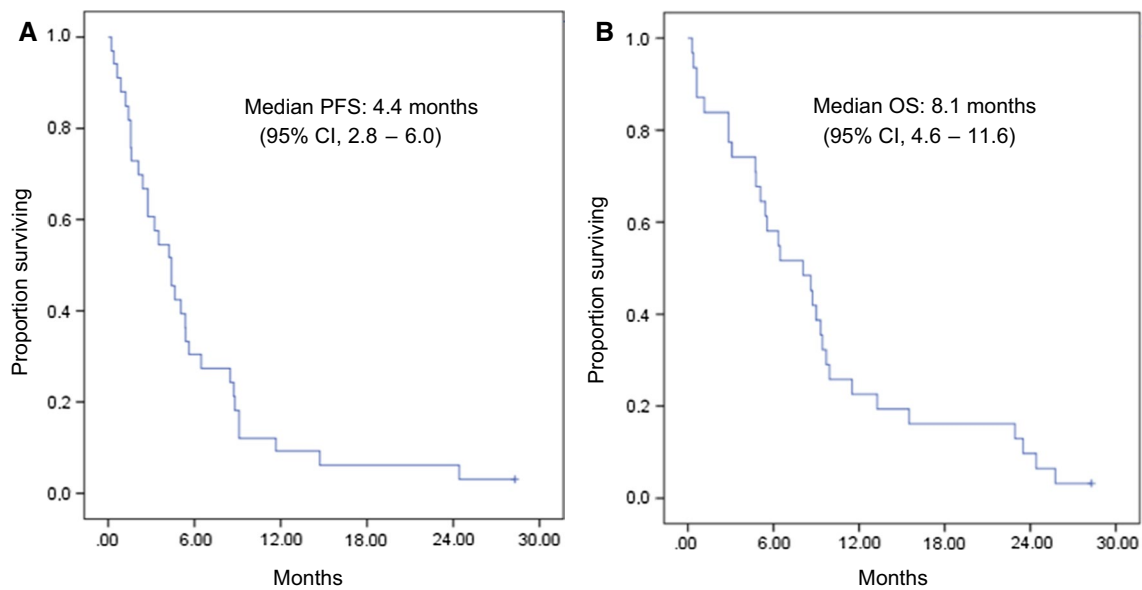 A
1.0
0.8
0.6
0.4
0.2
0.0
Proportion surviving
Median PFS: 4.4 months
(95% CI, 2.8 – 6.0)
.00 6.00 12.00 18.00 24.00 30.00
Months
B
1.0
0.8
0.6
0.4
0.2
0.0
Proportion surviving
Median OS: 8.1 months
(95% CI, 4.6 – 11.6)
.00 6.00 12.00 18.00 24.00 30.00
Months